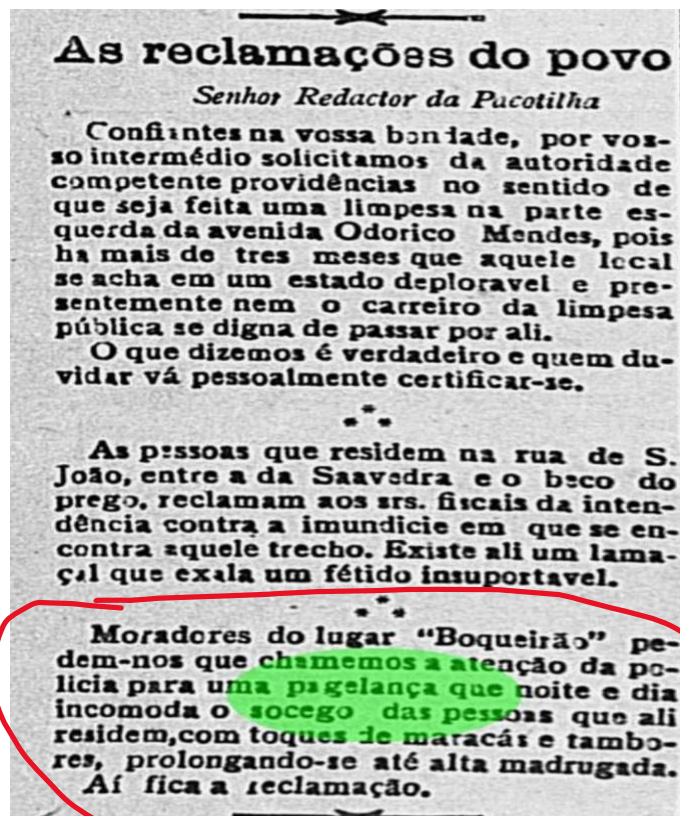 As reclamações do povo
Senhor Redactor da Pacotilha
Confiantes na vossa bondade, por vos-
so intermédio solicitamos da autoridade
competente providências no sentido de
que seja feita uma limpesa na parte es-
querda da avenida Odorico Mendes, pois
ha mais de tres meses que aquele local
se acha em um estado deploravel e pre-
sentemente nem o carreiro da limpesa
pública se digna de passar por ali.
O que dizemos é verdadeiro e quem du-
vidar vá pessoalmente certificar-se.
As pessoas que residem na rua de S.
João, entre a da Saavedra e o beco do
prego, reclamam aos srs. fiscais da inten-
dência contra a imundicie em que se en-
contra aquele trecho. Existe ali um lama-
çal que exala um fétido insuportavel.
Moradores do lugar "Boqueirão" pe-
dem-nos que chamemos a atenção da po-
licia para uma pagelança que noite e dia
incomoda o socego das pessoas que ali
residem,com toques de maracás e tambo-
res, prolongando-se até alta madrugada.
Aí fica a reclamação.